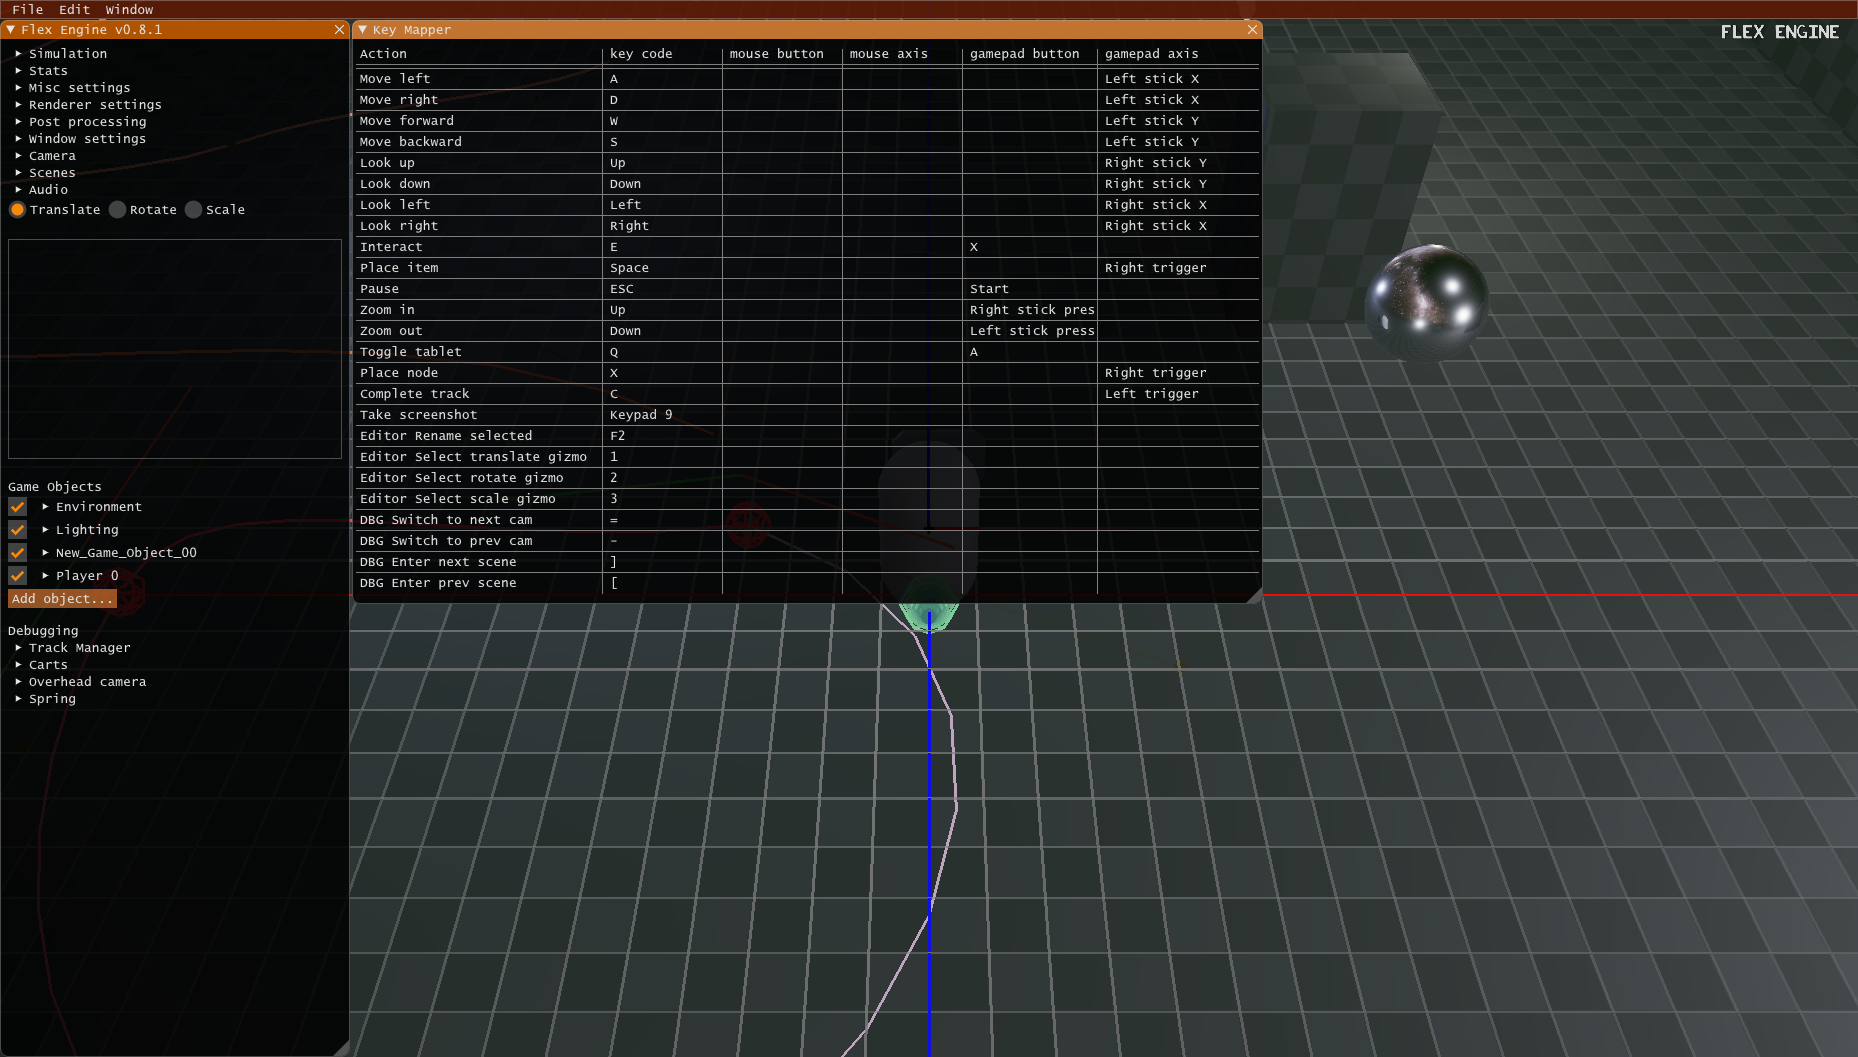 File Edit Window
Flex Engine v0.8.1
Simulation
Stats
Misc settings
Renderer settings
Post processing
Window settings
Camera
Scenes
Audio
Translate Rotate Scale
Game Objects
Environment
Lighting
New_Game_Object_00
Player 0
Add object...
Debugging
Track Manager
Carts
Overhead camera
Spring
Key Mapper
Action key code mouse button mouse axis gamepad button gamepad axis
Move left A Left stick X
Move right D Left stick X
Move forward W Left stick Y
Move backward S Left stick Y
Look up Up Right stick Y
Look down Down Right stick Y
Look left Left Right stick X
Look right Right Right stick X
Interact E X
Place item Space Right trigger
Pause ESC Start
Zoom in Up Right stick pres
Zoom out Down Left stick press
Toggle tablet Q A
Place node X Right trigger
Complete track C Left trigger
Take screenshot Keypad 9
Editor Rename selected F2
Editor Select translate gizmo 1
Editor Select rotate gizmo 2
Editor Select scale gizmo 3
DBG Switch to next cam =
DBG Switch to prev cam -
DBG Enter next scene ]
DBG Enter prev scene [
FLEX ENGINE